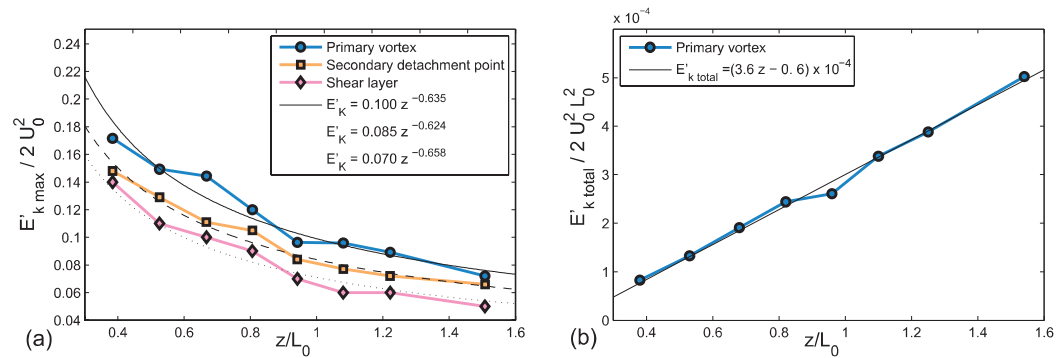 0.24
0.22
0.2
0.18
0.16
0.14
0.12
0.1
0.08
0.06
0.04
E'k max / 2 U₀²
Primary vortex
Secondary detachment point
Shear layer
E'K = 0.100 z⁻⁰·⁶³⁵
E'K = 0.085 z⁻⁰·⁶²⁴
E'K = 0.070 z⁻⁰·⁶⁵⁸
0.4 0.6 0.8 1 1.2 1.4 1.6
(a)
z/L₀
x 10⁻⁴
5
4
3
2
1
0
E'k total / 2 U₀² L₀²
Primary vortex
E'k total =(3.6 z – 0. 6) x 10⁻⁴
0.4 0.6 0.8 1 1.2 1.4 1.6
(b)
z/L₀